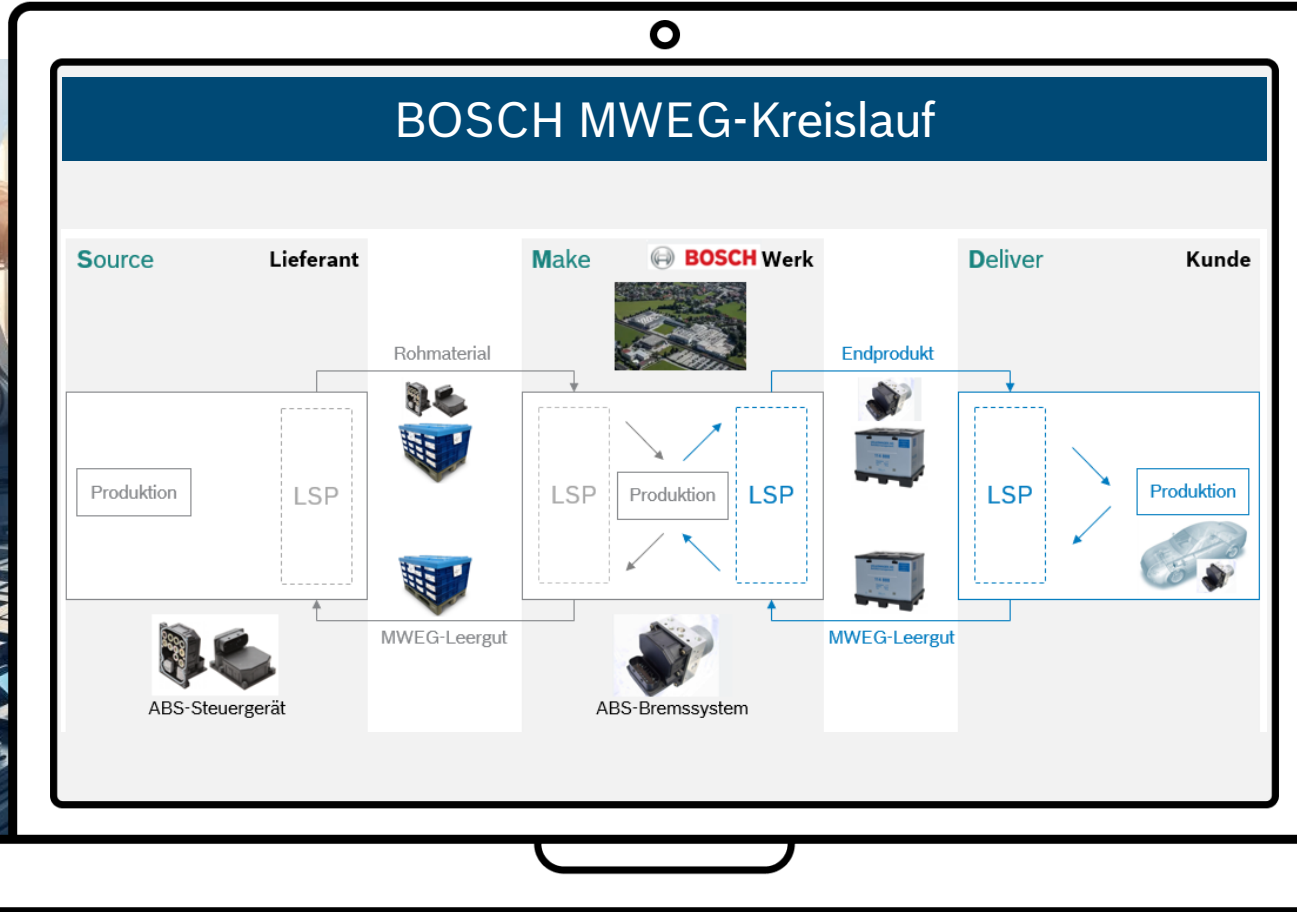 BOSCH MWEG-Kreislauf
Source
Lieferant
Make
BOSCH Werk
Deliver
Kunde
Rohmaterial
Endprodukt
Produktion
LSP
LSP
Produktion
LSP
LSP
Produktion
MWEG-Leergut
MWEG-Leergut
ABS-Steuergerät
ABS-Bremssystem